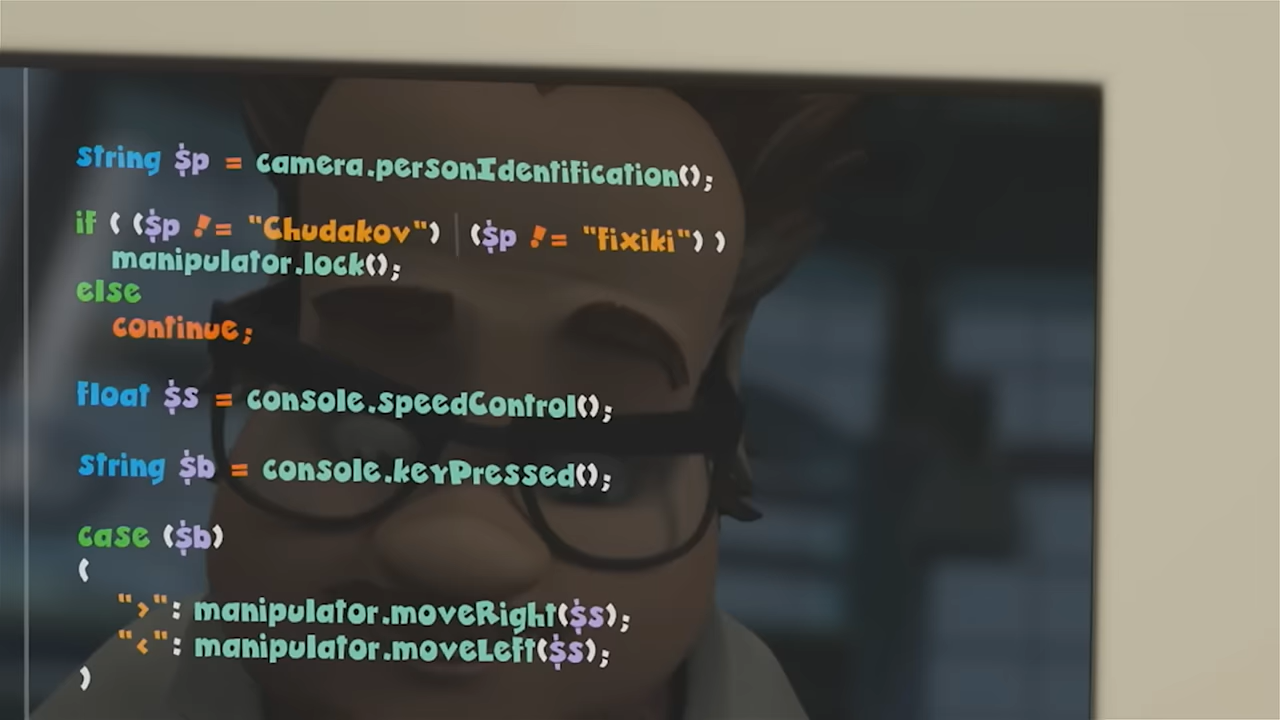 string $p = camera.personIdentification();
if ( ($p != "Chudakov") | ($p != "fixiki") )
manipulator.lock();
else
continue;
float $s = console.speedControl();
string $b = console.keyPressed();
case ($b)
(
">": manipulator.moveRight($s);
"<": manipulator.moveLeft($s);
)